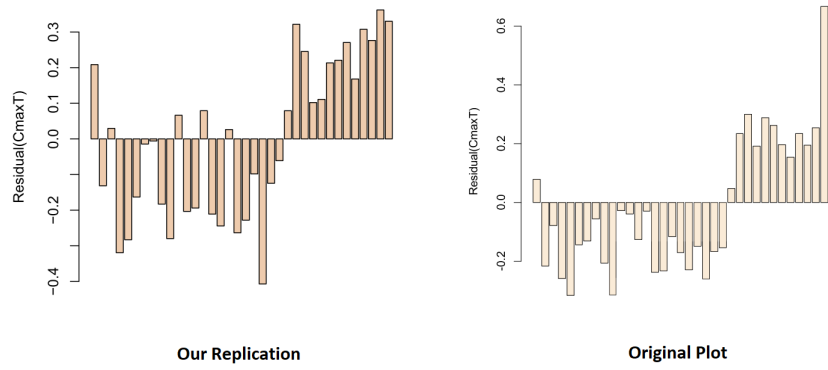 Residual(CmaxT)
0.3
0.2
0.1
0.0
−0.2
−0.4
Our Replication
Residual(CmaxT)
0.6
0.4
0.2
0.0
-0.2
Original Plot